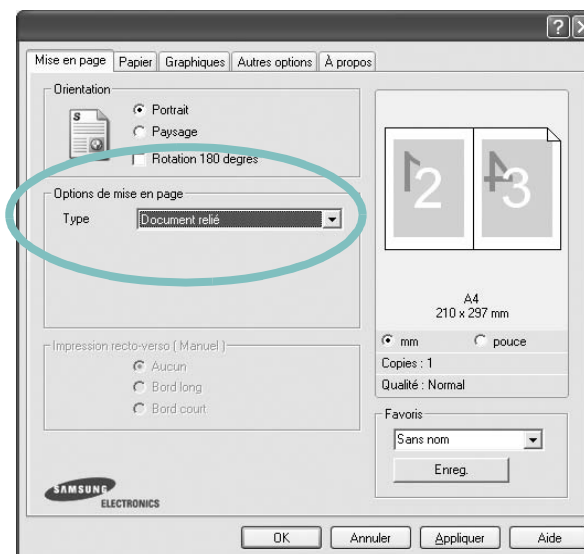 Mise en page Papier Graphiques Autres options À propos
Orientation
S
Portrait
Paysage
Rotation 180 degrés
Options de mise en page
Type Document relié
1 2 4 3
A4
210 x 297 mm
mm pouce
Copies : 1
Qualité : Normal
Impression recto-verso ( Manuel )
Aucun
Bord long
Bord court
Favoris
Sans nom
Enreg.
SAMSUNG
ELECTRONICS
OK Annuler Appliquer Aide